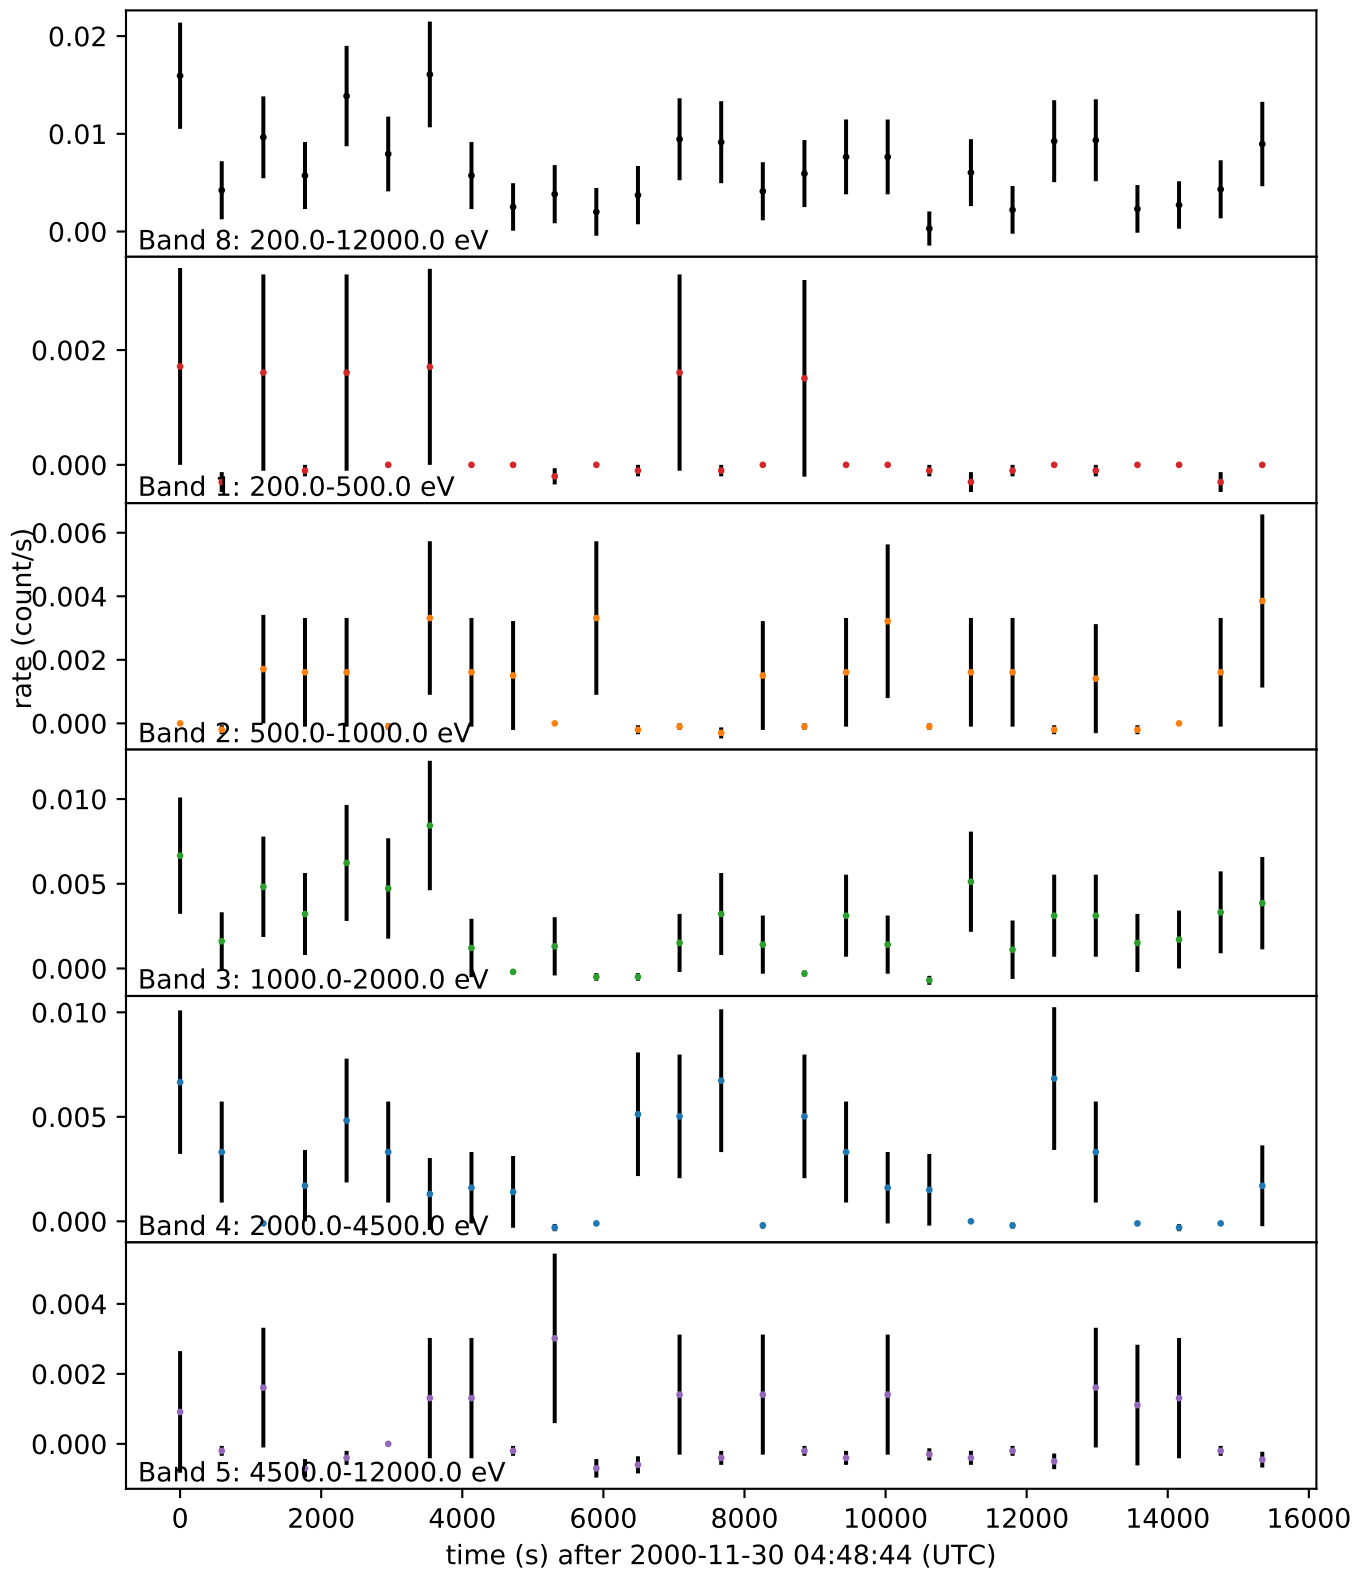 0.02
0.01
0.00
Band 8: 200.0-12000.0 eV
0.002
0.000
Band 1: 200.0-500.0 eV
rate (count/s)
0.006
0.004
0.002
0.000
Band 2: 500.0-1000.0 eV
0.010
0.005
0.000
Band 3: 1000.0-2000.0 eV
0.010
0.005
0.000
Band 4: 2000.0-4500.0 eV
0.004
0.002
0.000
Band 5: 4500.0-12000.0 eV
0 2000 4000 6000 8000 10000 12000 14000 16000
time (s) after 2000-11-30 04:48:44 (UTC)